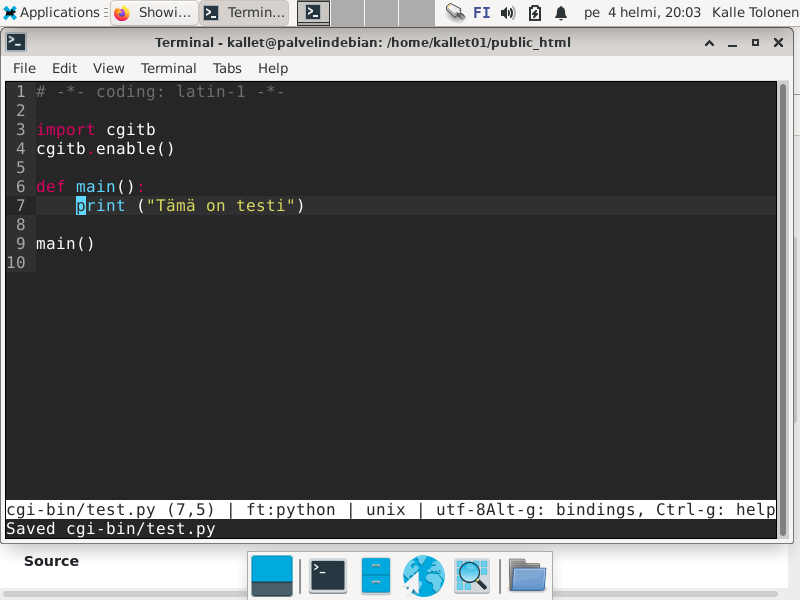 Applications
Showi...
Termin...
FI
pe 4 helmi, 20:03
Kalle Tolonen
Terminal - kallet@palvelindebian: /home/kallet01/public_html
File Edit View Terminal Tabs Help
1 # -*- coding: latin-1 -*-
2
3 import cgitb
4 cgitb.enable()
5
6 def main():
7 print ("Tämä on testi")
8
9 main()
10
cgi-bin/test.py (7,5) | ft:python | unix | utf-8Alt-g: bindings, Ctrl-g: help
Saved cgi-bin/test.py
Source